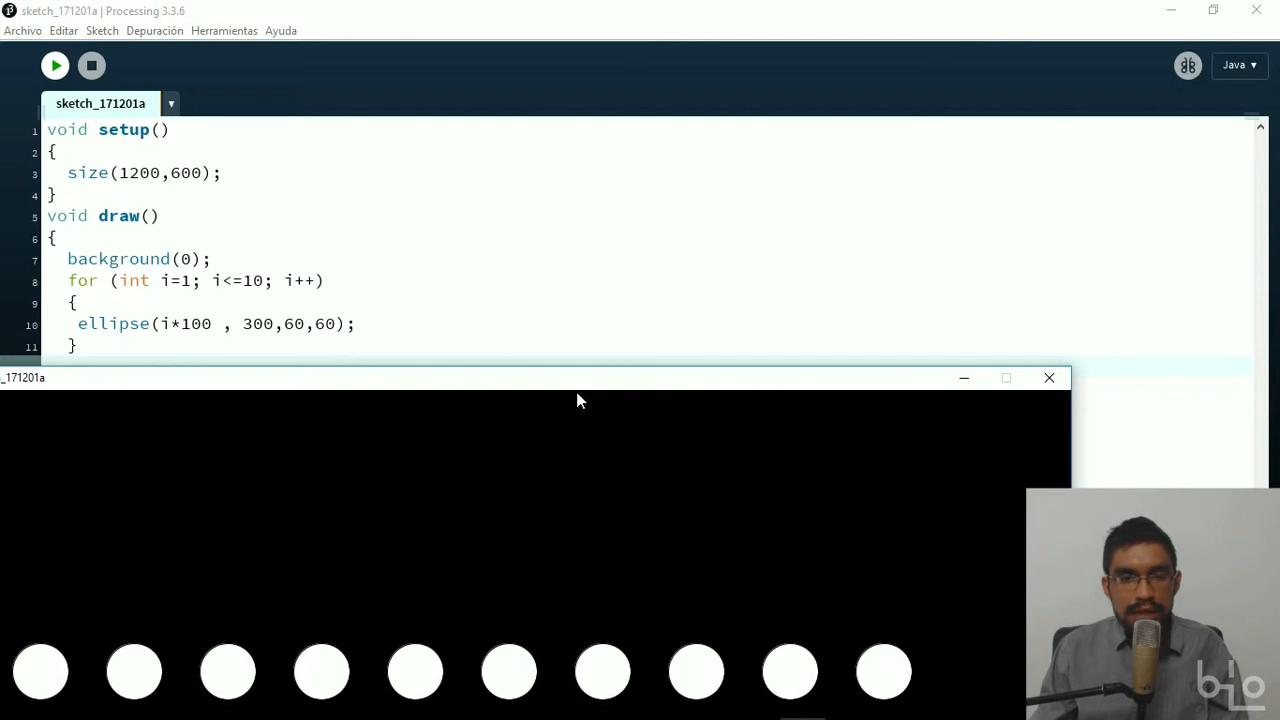 sketch_171201a | Processing 3.3.6
Archivo Editar Sketch Depuración Herramientas Ayuda
Java ▾
sketch_171201a ▾
1 void setup()
2 {
3 size(1200,600);
4 }
5 void draw()
6 {
7 background(0);
8 for (int i=1; i<=10; i++)
9 {
10 ellipse(i*100 , 300,60,60);
11 }
_171201a